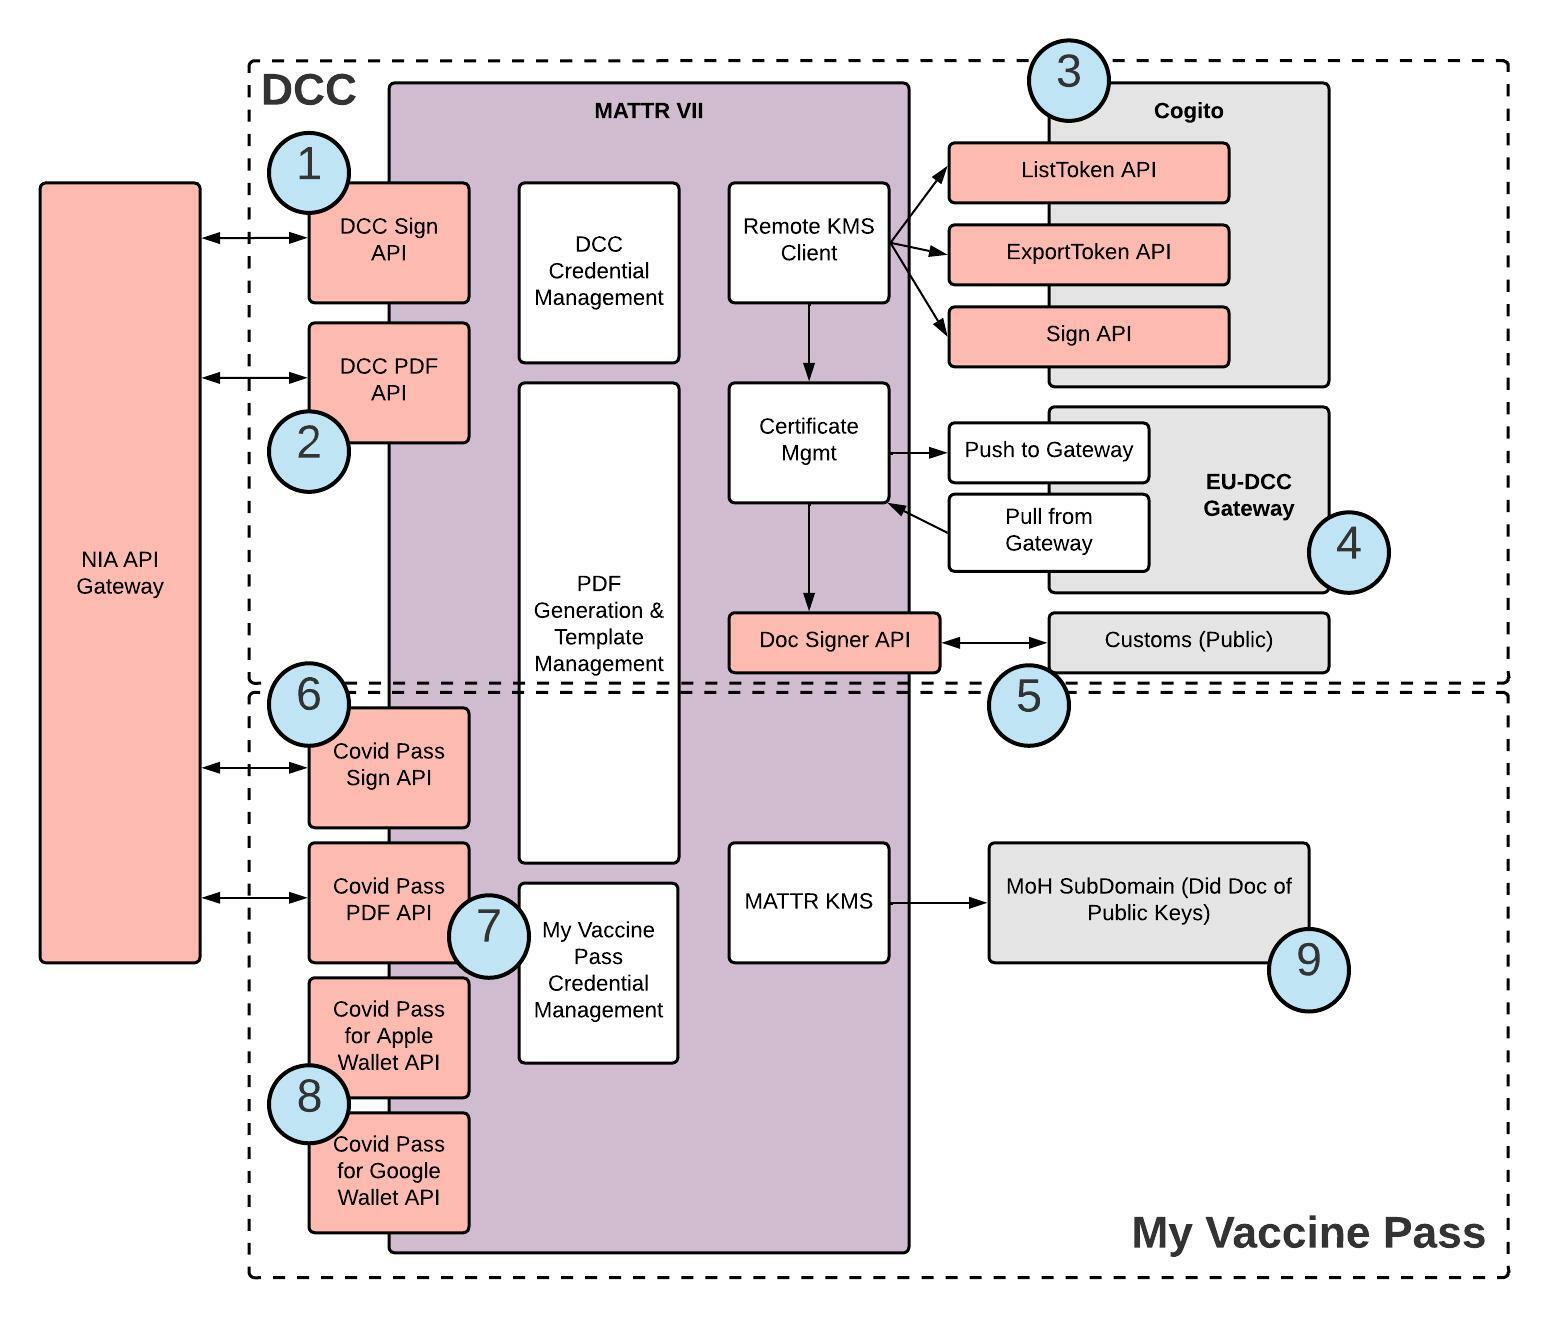 DCC
MATTR VII
3
Cogito
1
ListToken API
DCC Sign
API
DCC
Credential
Management
Remote KMS
Client
ExportToken API
Sign API
DCC PDF
API
2
Certificate
Mgmt
Push to Gateway
Pull from
Gateway
EU-DCC
Gateway
4
NIA API
Gateway
PDF
Generation &
Template
Management
Doc Signer API
Customs (Public)
5
6
Covid Pass
Sign API
Covid Pass
PDF API
7
My Vaccine
Pass
Credential
Management
MATTR KMS
MoH SubDomain (Did Doc of
Public Keys)
9
Covid Pass
for Apple
Wallet API
8
Covid Pass
for Google
Wallet API
My Vaccine Pass